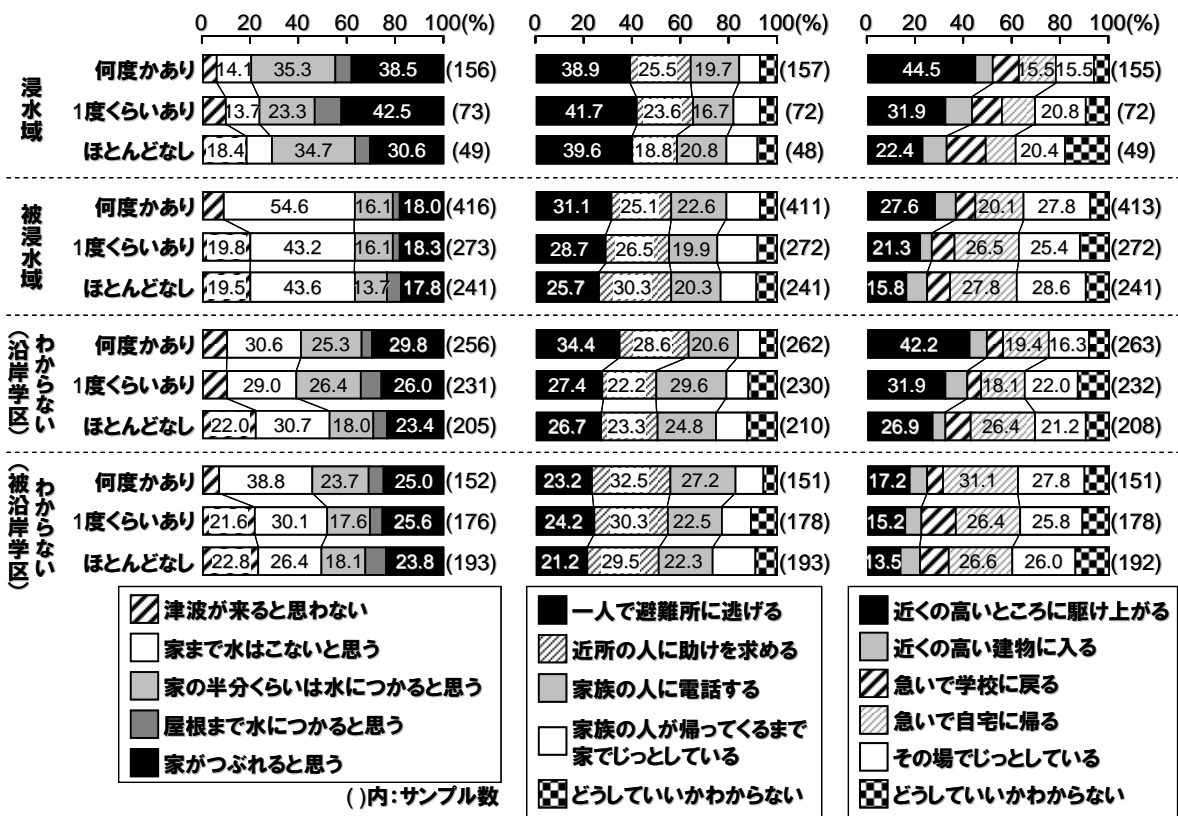 0 20 40 60 80 100(%)
0 20 40 60 80 100(%)
0 20 40 60 80 100(%)
浸水域
何度かあり 14.1 35.3 38.5 (156) 38.9 25.5 19.7 (157) 44.5 15.5 15.5 (155)
1度くらいあり 13.7 23.3 42.5 (73) 41.7 23.6 16.7 (72) 31.9 20.8 (72)
ほとんどなし 18.4 34.7 30.6 (49) 39.6 18.8 20.8 (48) 22.4 20.4 (49)
被浸水域
何度かあり 54.6 16.1 18.0 (416) 31.1 25.1 22.6 (411) 27.6 20.1 27.8 (413)
1度くらいあり 19.8 43.2 16.1 18.3 (273) 28.7 26.5 19.9 (272) 21.3 26.5 25.4 (272)
ほとんどなし 19.5 43.6 13.7 17.8 (241) 25.7 30.3 20.3 (241) 15.8 27.8 28.6 (241)
わからない
(沿岸学区)
何度かあり 30.6 25.3 29.8 (256) 34.4 28.6 20.6 (262) 42.2 19.4 16.3 (263)
1度くらいあり 29.0 26.4 26.0 (231) 27.4 22.2 29.6 (230) 31.9 18.1 22.0 (232)
ほとんどなし 22.0 30.7 18.0 23.4 (205) 26.7 23.3 24.8 (210) 26.9 26.4 21.2 (208)
わからない
(被沿岸学区)
何度かあり 38.8 23.7 25.0 (152) 23.2 32.5 27.2 (151) 17.2 31.1 27.8 (151)
1度くらいあり 21.6 30.1 17.6 25.6 (176) 24.2 30.3 22.5 (178) 15.2 26.4 25.8 (178)
ほとんどなし 22.8 26.4 18.1 23.8 (193) 21.2 29.5 22.3 (193) 13.5 26.6 26.0 (192)
津波が来ると思わない
家まで水はこないと思う
家の半分くらいは水につかると思う
屋根まで水につかると思う
家がつぶれると思う
( )内:サンプル数
一人で避難所に逃げる
近所の人に助けを求める
家族の人に電話する
家族の人が帰ってくるまで
家でじっとしている
どうしていいかわからない
近くの高いところに駆け上がる
近くの高い建物に入る
急いで学校に戻る
急いで自宅に帰る
その場でじっとしている
どうしていいかわからない